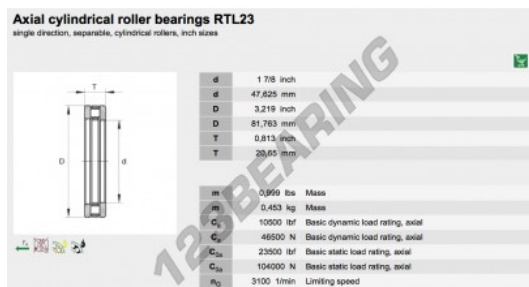 Axial cylindrical roller bearings RTL23
single direction, separable, cylindrical rollers, inch sizes
T
D
d
d 1 7/8 inch
d 47,625 mm
D 3,219 inch
D 81,763 mm
T 0,813 inch
T 20,65 mm
m 0,999 lbs Mass
m 0,453 kg Mass
Ca 10500 lbf Basic dynamic load rating, axial
Ca 46500 N Basic dynamic load rating, axial
C0a 23500 lbf Basic static load rating, axial
C0a 104000 N Basic static load rating, axial
nG 3100 1/min Limiting speed
123BEARING